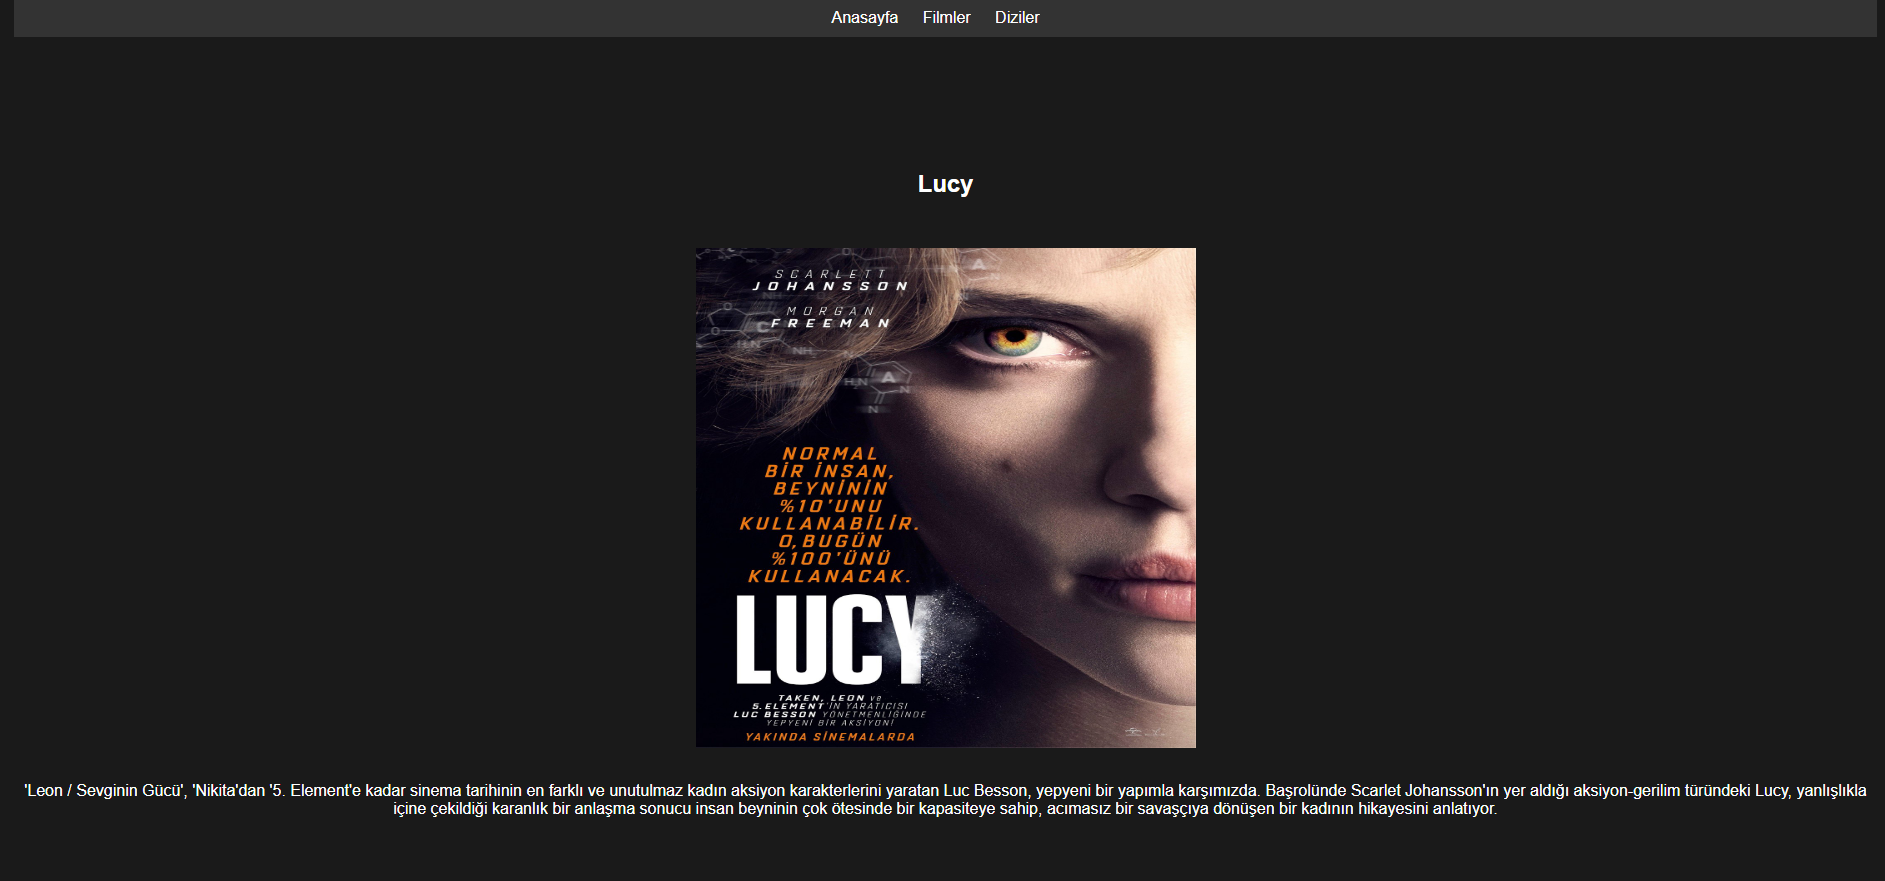 Anasayfa Filmler Diziler
Lucy
SCARLETT
JOHANSSON
MORGAN
FREEMAN
NORMAL
BİR İNSAN,
BEYNİNİN
%10'UNU
KULLANABİLİR.
O, BUGÜN
%100'ÜNÜ
KULLANACAK.
LUCY
TAKEN, LEON ve
5. ELEMENT'İN YARATICISI
LUC BESSON YÖNETMENLİĞİNDE
YEPYENİ BİR AKSİYON!
YAKINDA SİNEMALARDA
'Leon / Sevginin Gücü', 'Nikita'dan '5. Element'e kadar sinema tarihinin en farklı ve unutulmaz kadın aksiyon karakterlerini yaratan Luc Besson, yepyeni bir yapımla karşımızda. Başrolünde Scarlet Johansson'ın yer aldığı aksiyon-gerilim türündeki Lucy, yanlışlıkla
içine çekildiği karanlık bir anlaşma sonucu insan beyninin çok ötesinde bir kapasiteye sahip, acımasız bir savaşçıya dönüşen bir kadının hikayesini anlatıyor.